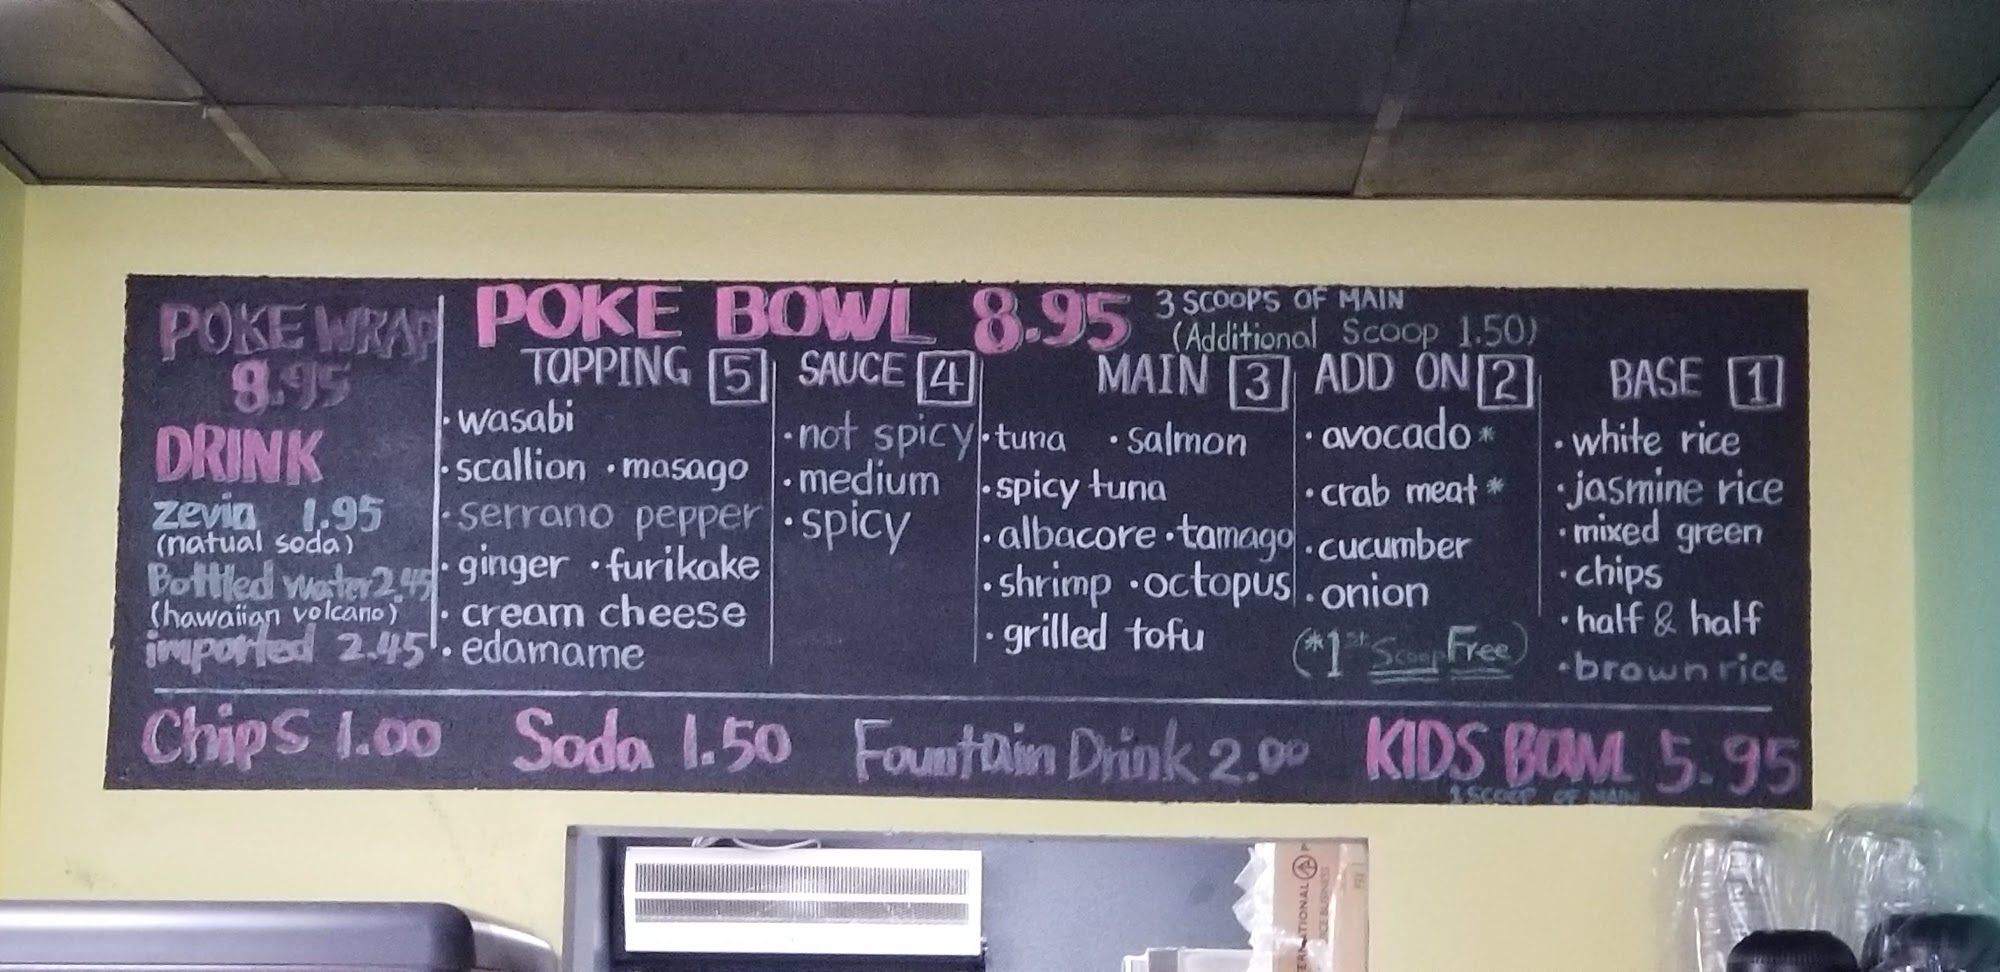 POKE WRAP
8.95
DRINK
zevia 1.95
(natual soda)
Bottled water 2.45
(hawaiian volcano)
imported 2.45
POKE BOWL 8.95
3 SCOOPS OF MAIN
(Additional Scoop 1.50)
TOPPING 5
· wasabi
· scallion · masago
· serrano pepper
· ginger · furikake
· cream cheese
· edamame
SAUCE 4
· not spicy
· medium
· spicy
MAIN 3
· tuna · salmon
· spicy tuna
· albacore · tamago
· shrimp · octopus
· grilled tofu
ADD ON 2
· avocado *
· crab meat *
· cucumber
· onion
(*1st Scoop Free)
BASE 1
· white rice
· jasmine rice
· mixed green
· chips
· half & half
· brown rice
Chips 1.00 Soda 1.50 Fountain Drink 2.00 KIDS BOWL 5.95
SCOOP OF MAIN